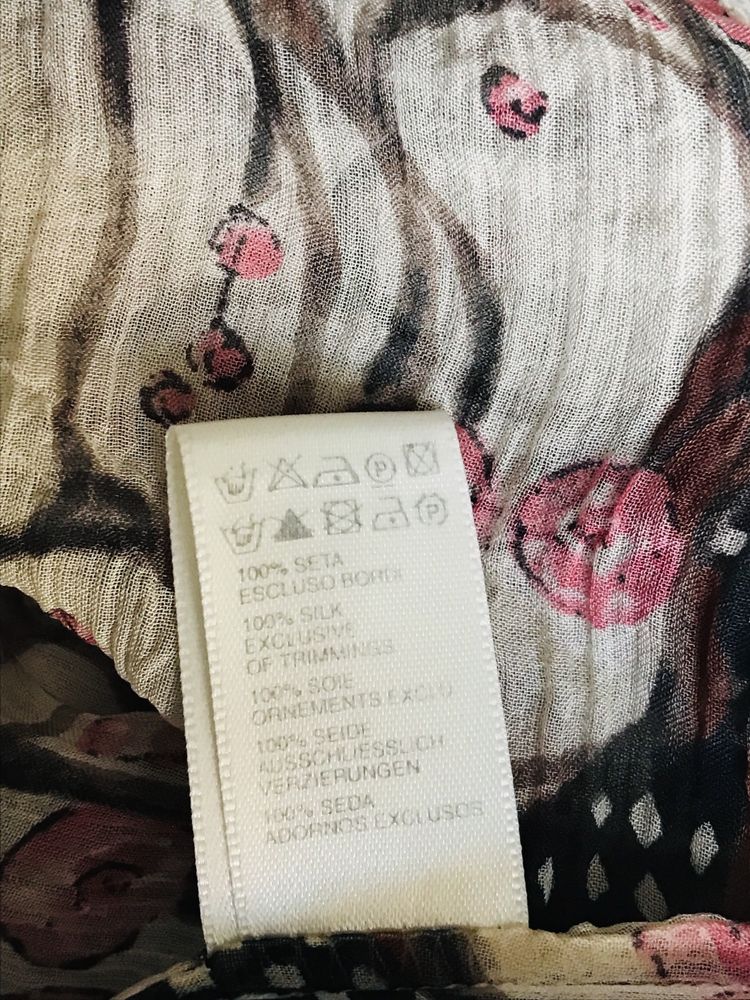 P
P
100% SETA
ESCLUSO BORDI
100% SILK
EXCLUSIVE
OF TRIMMINGS
100% SOIE
ORNEMENTS EXCLU
100% SEIDE
AUSSCHLIESSLICH
VERZIERUNGEN
100% SEDA
ADORNOS EXCLUSOS